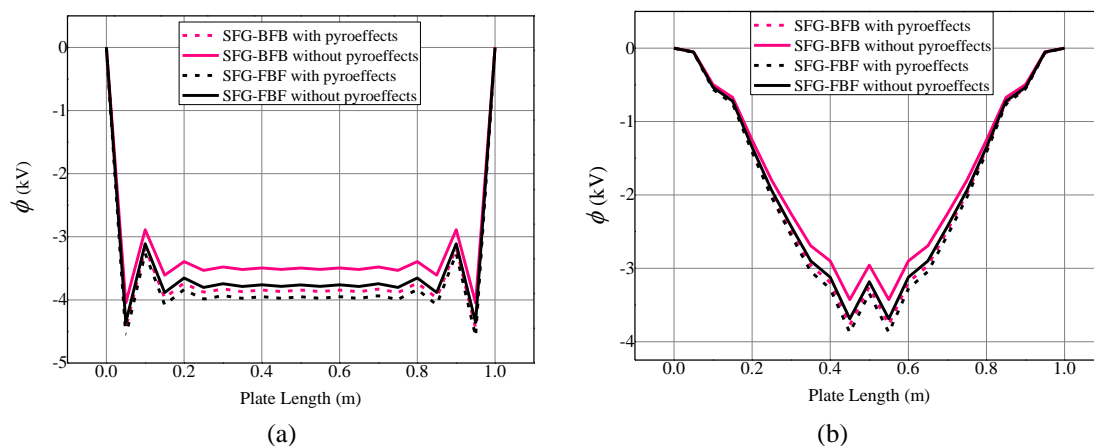 SFG-BFB with pyroeffects
SFG-BFB without pyroeffects
SFG-FBF with pyroeffects
SFG-FBF without pyroeffects
0
-1
-2
-3
-4
-5
ϕ (kV)
0.0 0.2 0.4 0.6 0.8 1.0
Plate Length (m)
(a)
SFG-BFB with pyroeffects
SFG-BFB without pyroeffects
SFG-FBF with pyroeffects
SFG-FBF without pyroeffects
0
-1
-2
-3
-4
ϕ (kV)
0.0 0.2 0.4 0.6 0.8 1.0
Plate Length (m)
(b)